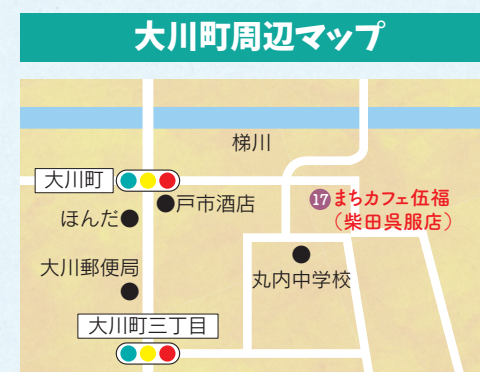 大川町周辺マップ
梯川
大川町
戸市酒店
ほんだ
17 まちカフェ伍福
(柴田呉服店)
大川郵便局
丸内中学校
大川町三丁目